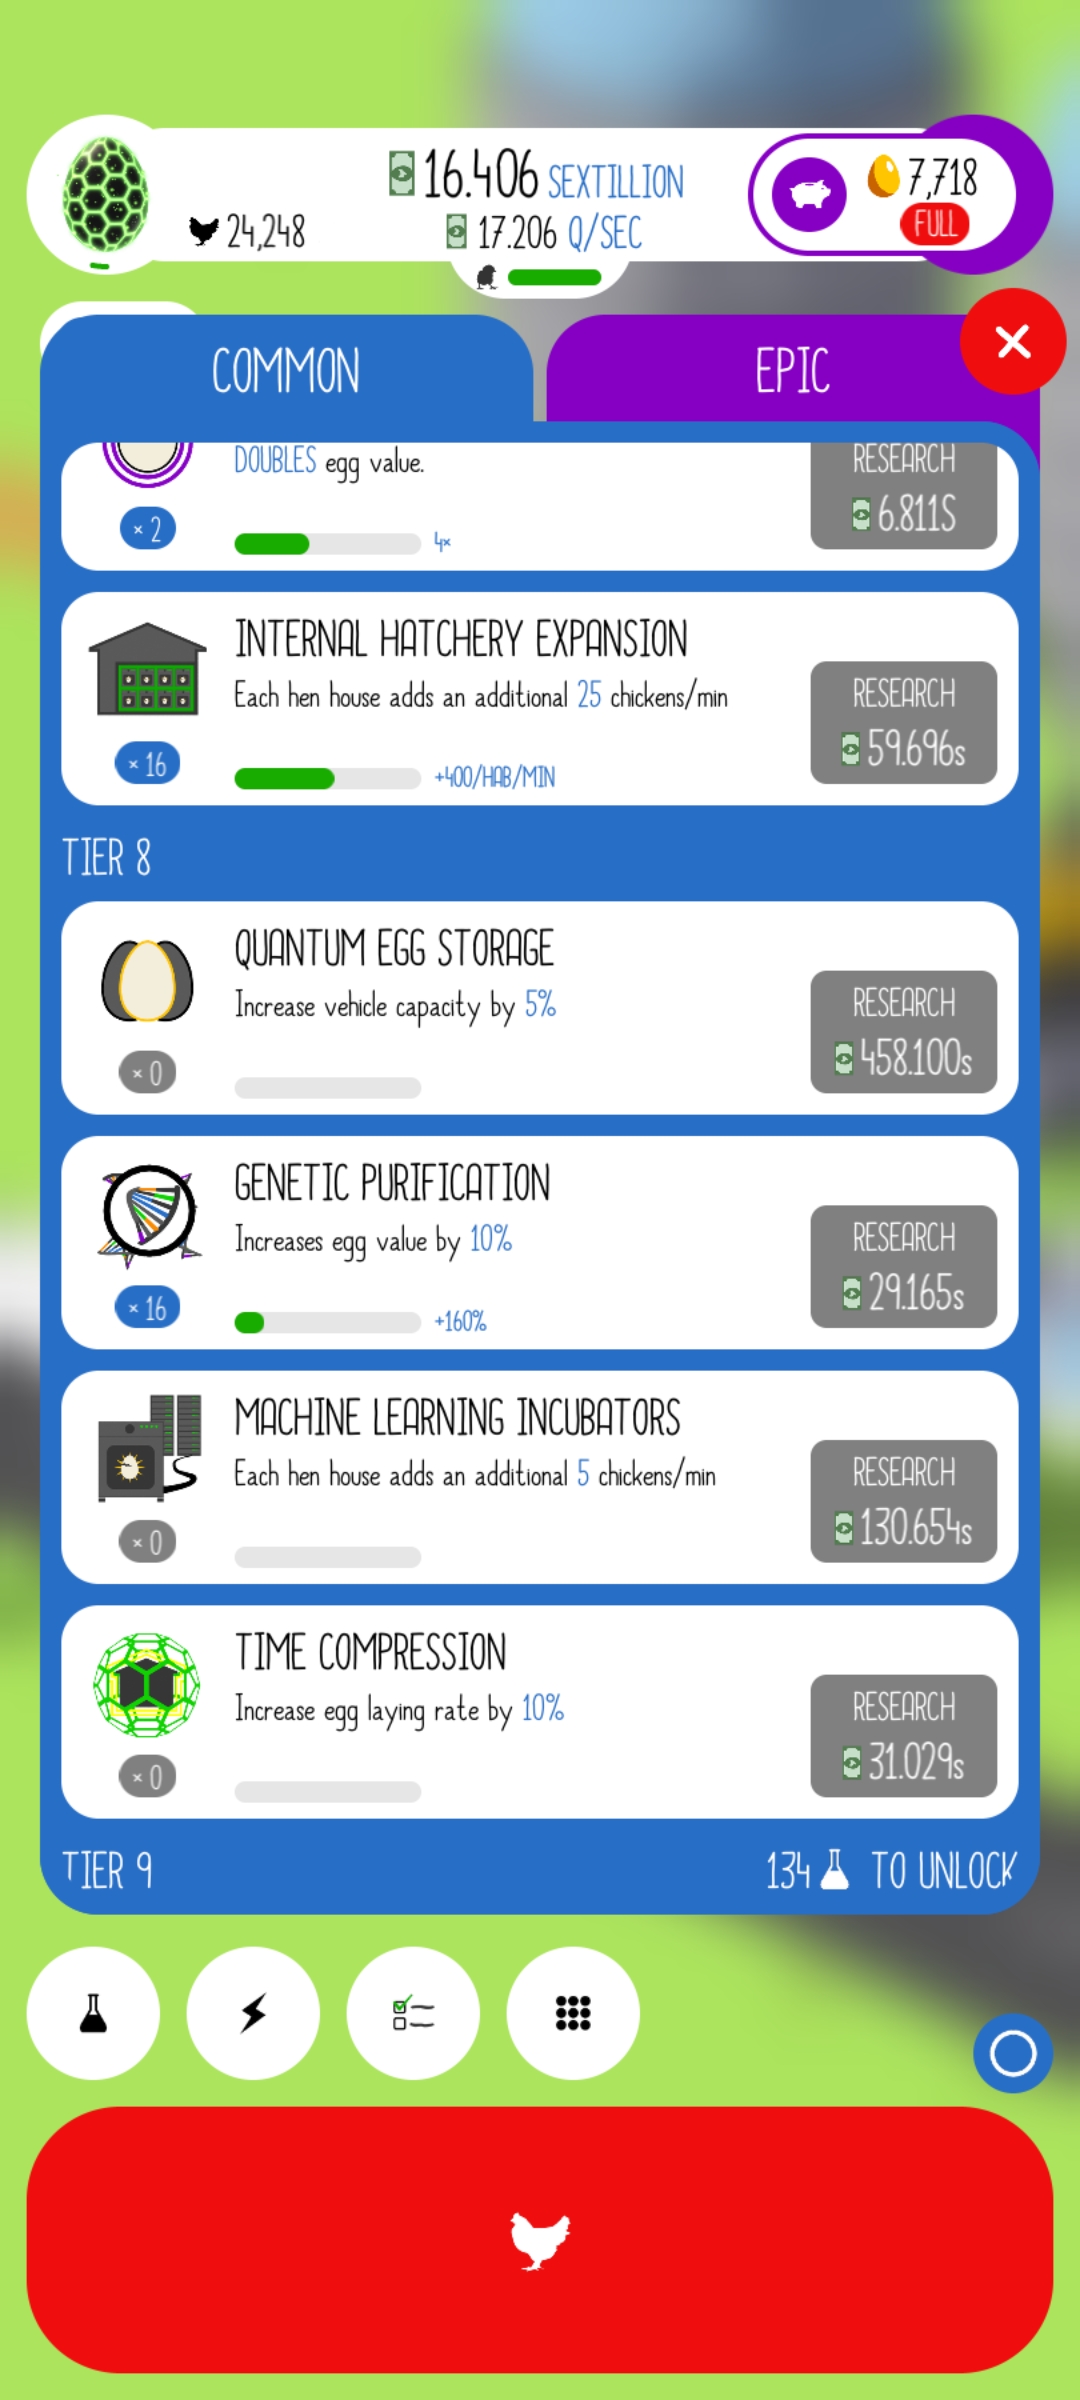 16.406 SEXTILLION
24,248
17.206 Q/SEC
7,718
FULL
COMMON
EPIC
DOUBLES egg value.
× 2
4×
RESEARCH
6.811S
INTERNAL HATCHERY EXPANSION
Each hen house adds an additional 25 chickens/min
× 16
+400/HAB/MIN
RESEARCH
59.696s
TIER 8
QUANTUM EGG STORAGE
Increase vehicle capacity by 5%
× 0
RESEARCH
458.100s
GENETIC PURIFICATION
Increases egg value by 10%
× 16
+160%
RESEARCH
29.165s
MACHINE LEARNING INCUBATORS
Each hen house adds an additional 5 chickens/min
× 0
RESEARCH
130.654s
TIME COMPRESSION
Increase egg laying rate by 10%
× 0
RESEARCH
31.029s
TIER 9
134 TO UNLOCK